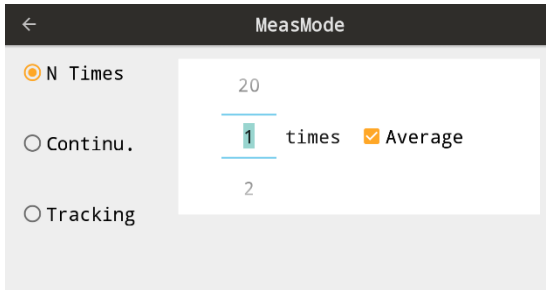 MeasMode
N Times
20
1 times Average
Continu.
2
Tracking